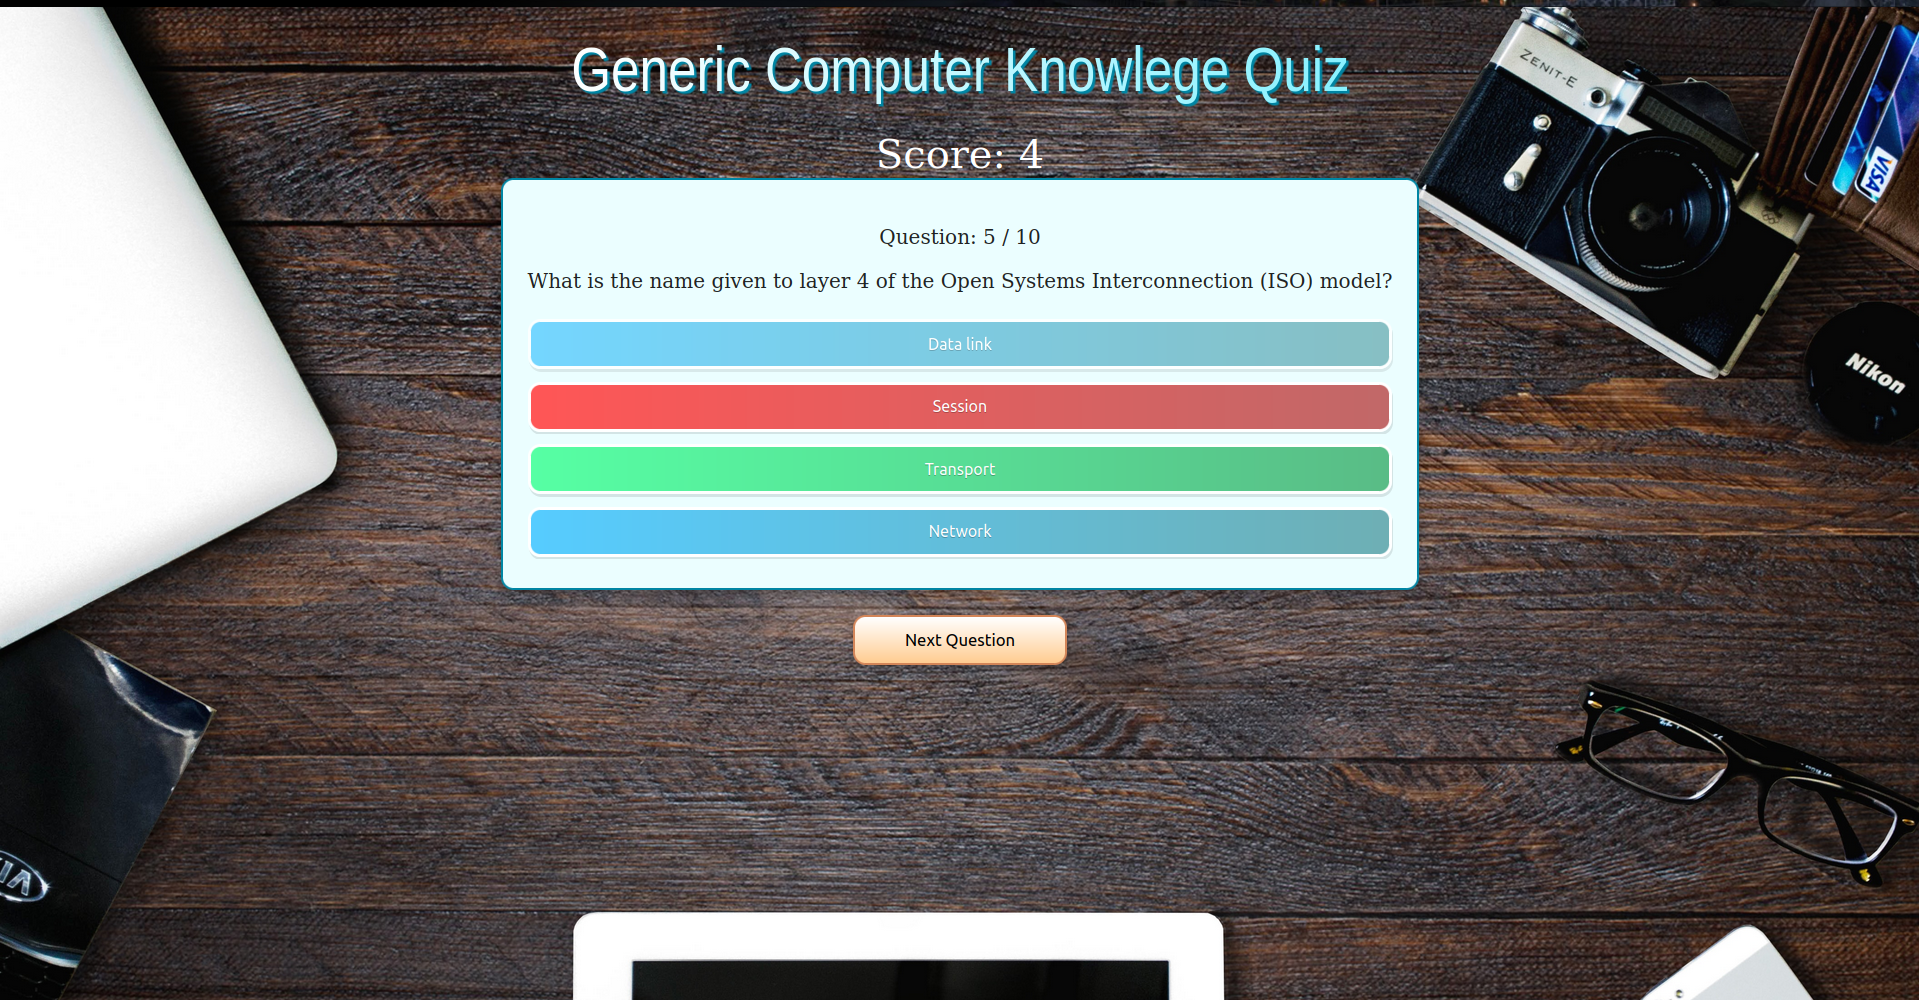 Generic Computer Knowlege Quiz
ZENIT-E
VISA
Score: 4
Question: 5 / 10
What is the name given to layer 4 of the Open Systems Interconnection (ISO) model?
Data link
Session
Nikon
Transport
Network
Next Question